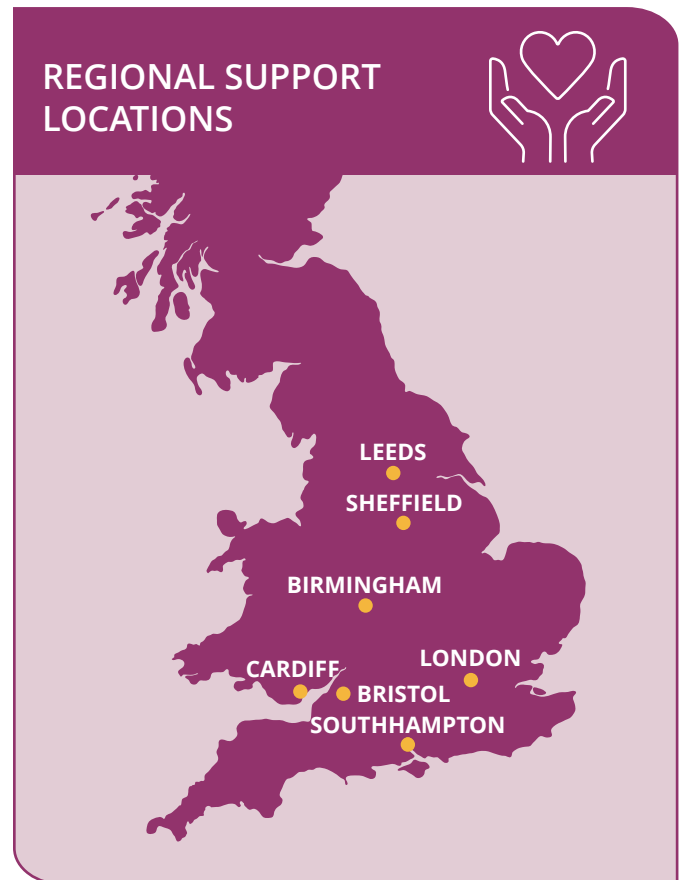 REGIONAL SUPPORT
LOCATIONS
LEEDS
SHEFFIELD
BIRMINGHAM
LONDON
CARDIFF
BRISTOL
SOUTHHAMPTON